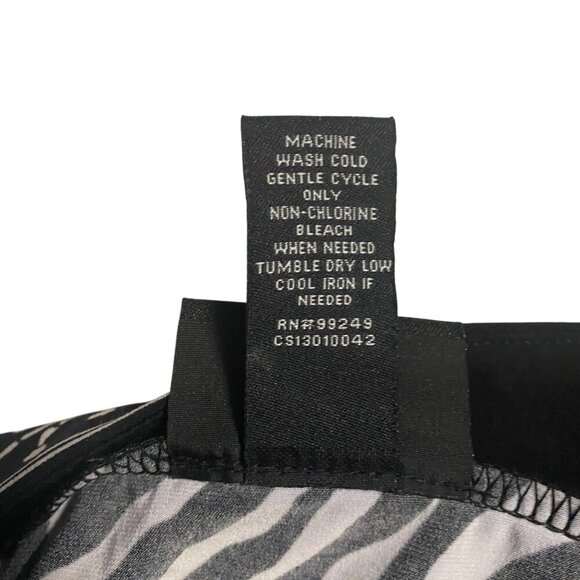 MACHINE
WASH COLD
GENTLE CYCLE
ONLY
NON-CHLORINE
BLEACH
WHEN NEEDED
TUMBLE DRY LOW
COOL IRON IF
NEEDED
RN#99249
CS13010042